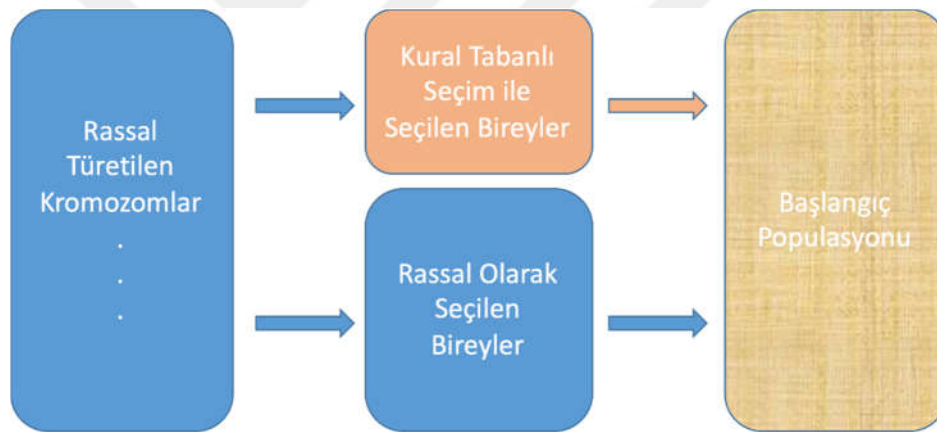 Rassal
Türetilen
Kromozomlar
.
.
.
Kural Tabanlı
Seçim ile
Seçilen Bireyler
Rassal Olarak
Seçilen
Bireyler
Başlangıç
Populasyonu